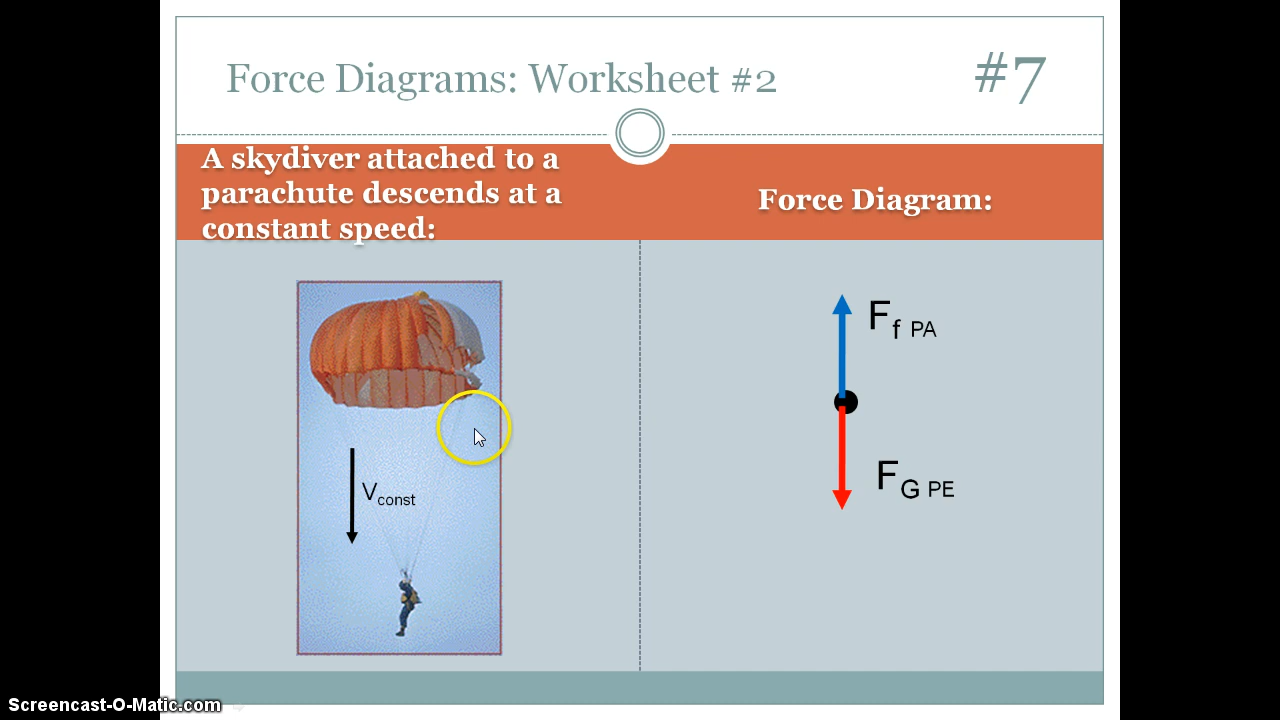 Force Diagrams: Worksheet #2
#7
A skydiver attached to a
parachute descends at a
constant speed:
Force Diagram:
Vconst
Ff PA
FG PE
Screencast-O-Matic.com